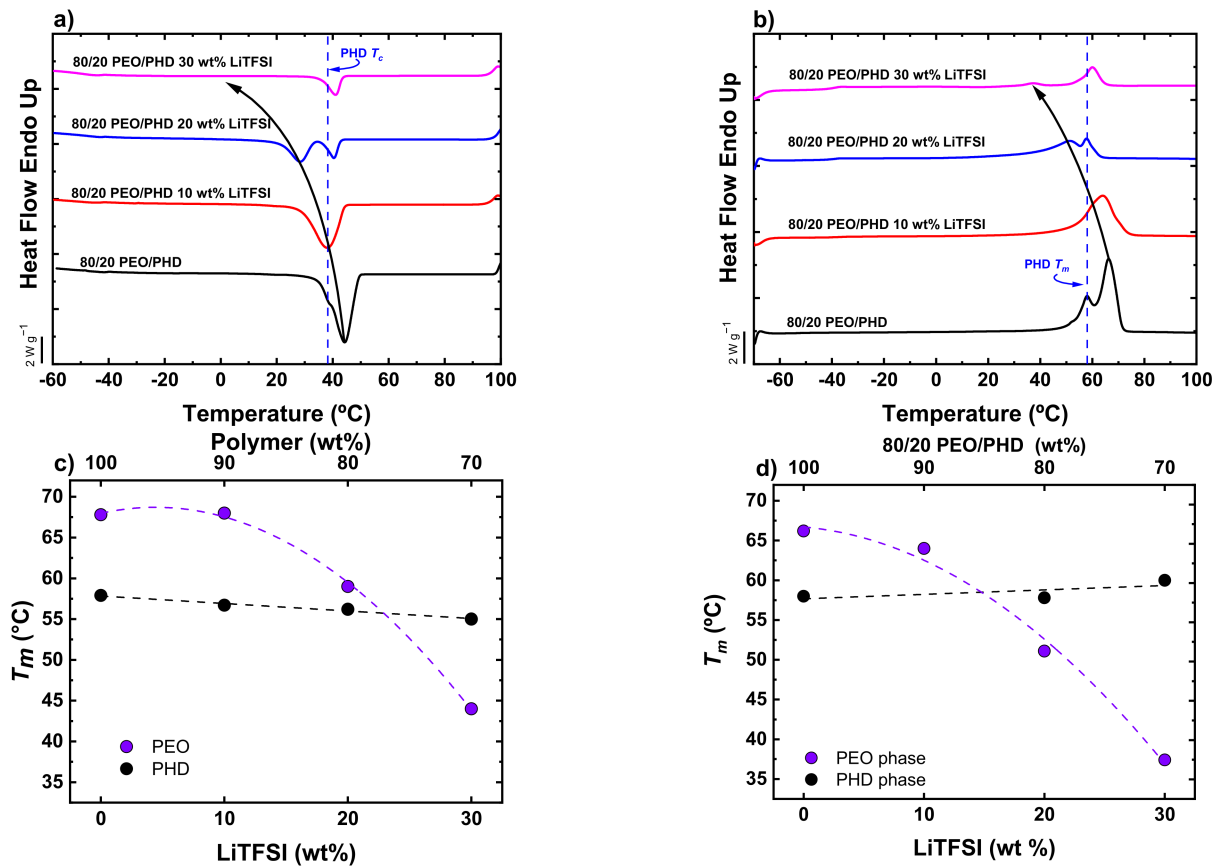 a)
PHD Tc
80/20 PEO/PHD 30 wt% LiTFSI
80/20 PEO/PHD 20 wt% LiTFSI
80/20 PEO/PHD 10 wt% LiTFSI
80/20 PEO/PHD
Heat Flow Endo Up
2 W g⁻¹
-60 -40 -20 0 20 40 60 80 100
Temperature (ºC)
b)
80/20 PEO/PHD 30 wt% LiTFSI
80/20 PEO/PHD 20 wt% LiTFSI
80/20 PEO/PHD 10 wt% LiTFSI
PHD Tm
80/20 PEO/PHD
Heat Flow Endo Up
2 W g⁻¹
-60 -40 -20 0 20 40 60 80 100
Temperature (ºC)
Polymer (wt%)
c)
100 90 80 70
70
65
60
55
50
45
40
35
Tm (°C)
PEO
PHD
0 10 20 30
LiTFSI (wt%)
80/20 PEO/PHD (wt%)
d)
100 90 80 70
70
65
60
55
50
45
40
35
Tm (ºC)
PEO phase
PHD phase
0 10 20 30
LiTFSI (wt %)